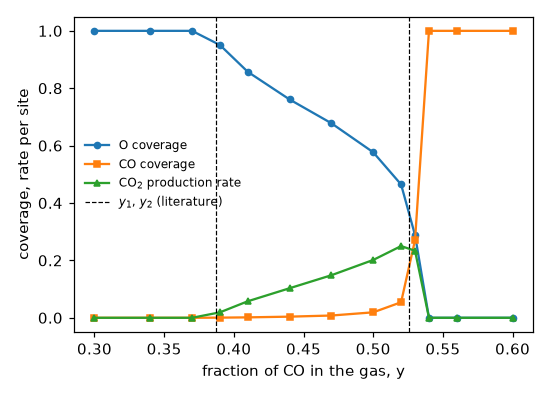 1.0
0.8
0.6
0.4
0.2
0.0
coverage, rate per site
O coverage
CO coverage
CO₂ production rate
y₁, y₂ (literature)
0.30 0.35 0.40 0.45 0.50 0.55 0.60
fraction of CO in the gas, y